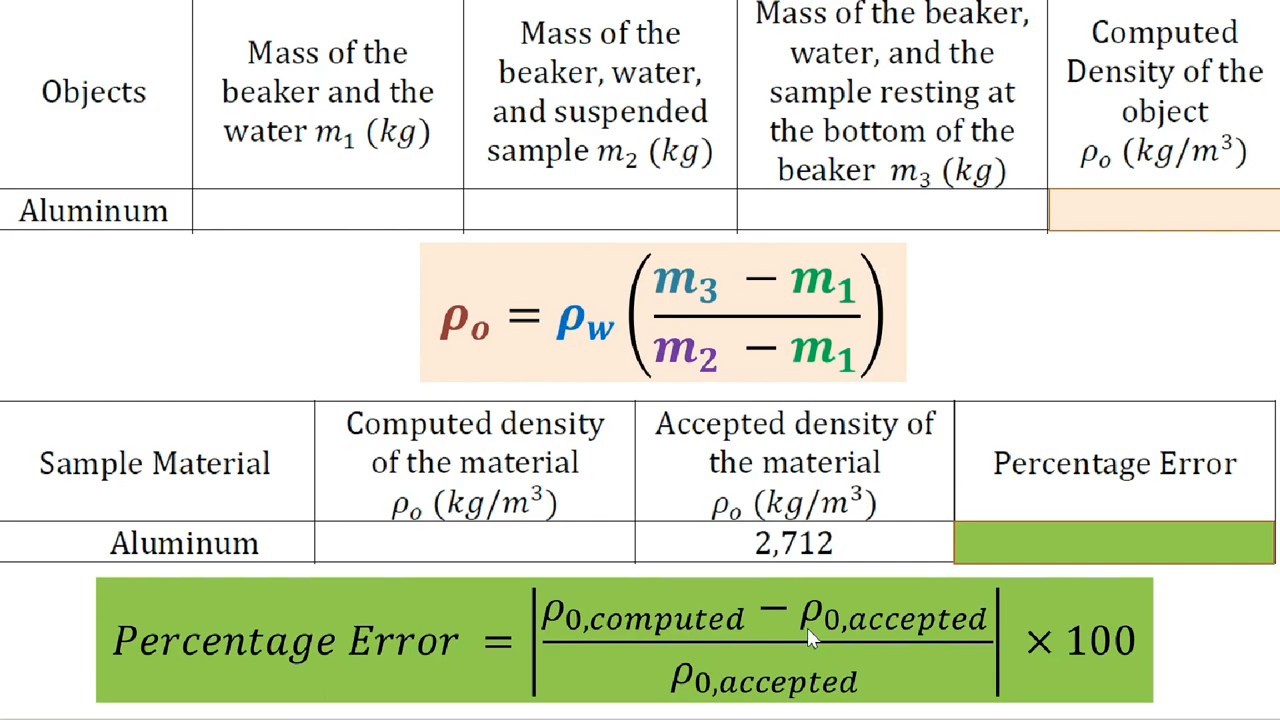 Objects
Mass of the
beaker and the
water m₁ (kg)
Mass of the
beaker, water,
and suspended
sample m₂ (kg)
Mass of the beaker,
water, and the
sample resting at
the bottom of the
beaker m₃ (kg)
Computed
Density of the
object
ρₒ (kg/m³)
Aluminum
ρₒ = ρ_w ((m₃ − m₁)/(m₂ − m₁))
Sample Material
Computed density
of the material
ρₒ (kg/m³)
Accepted density of
the material
ρₒ (kg/m³)
Percentage Error
Aluminum
2,712
Percentage Error = |(ρ₀,computed − ρ₀,accepted)/ρ₀,accepted| × 100